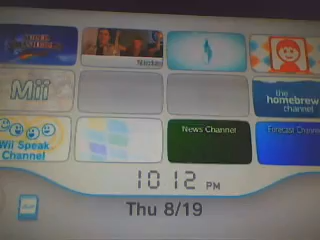 Mii
the
homebrew
channel
Wii Speak
Channel
News Channel
Forecast Channel
10 12 PM
Thu 8/19